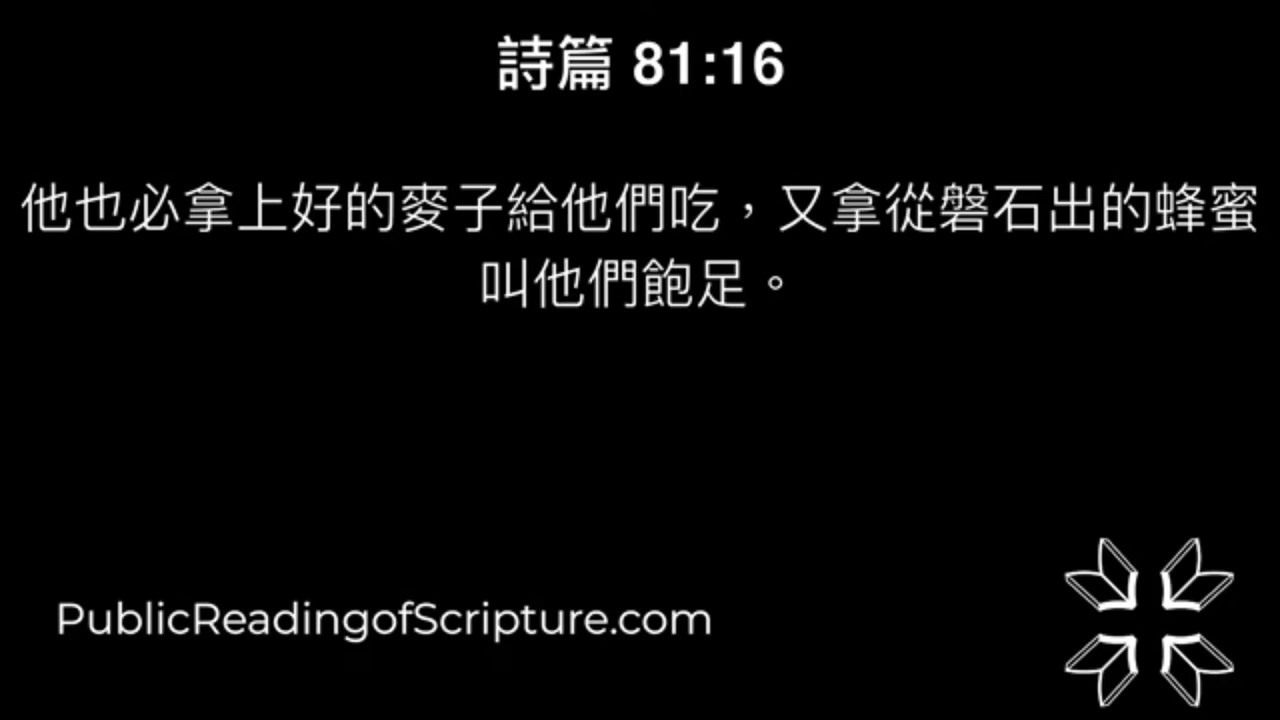 詩篇 81:16
他也必拿上好的麥子給他們吃，又拿從磐石出的蜂蜜
叫他們飽足。
PublicReadingofScripture.com